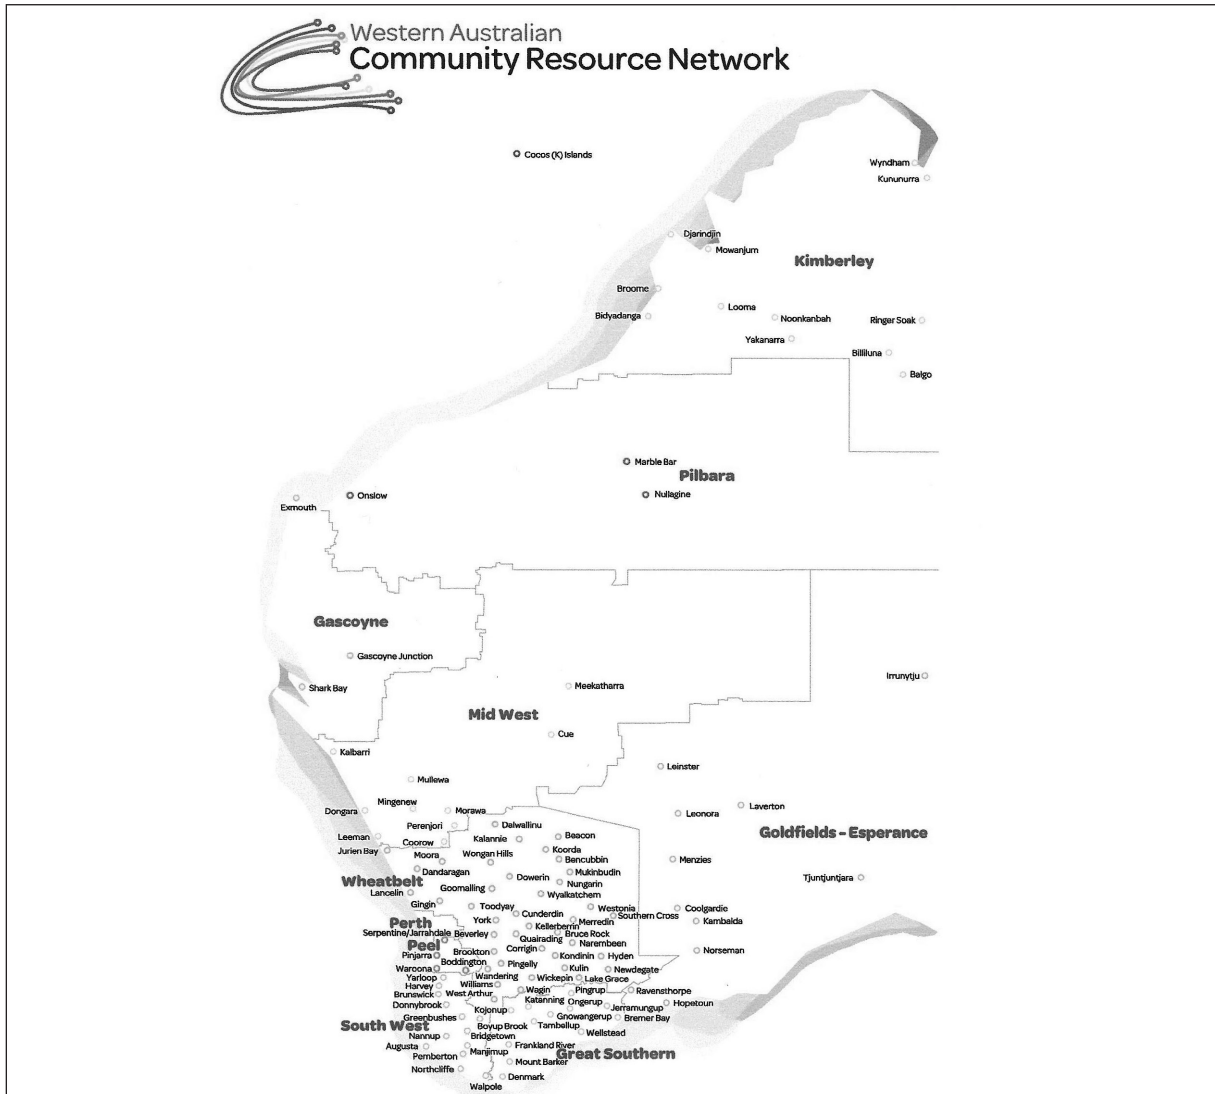 Western Australian
Community Resource Network
Cocos (K) Islands
Wyndham
Kununurra
Djarindjin
Mowanjum
Kimberley
Broome
Looma
Bidyadanga
Noonkanbah
Ringer Soak
Yakanarra
Billiluna
Balgo
Marble Bar
Pilbara
Nullagine
Onslow
Exmouth
Gascoyne
Gascoyne Junction
Irrunytju
Shark Bay
Meekatharra
Mid West
Cue
Kalbarri
Leinster
Mullewa
Mingenew
Laverton
Dongara
Morawa
Leonora
Perenjori
Dalwallinu
Goldfields - Esperance
Leeman
Coorow
Kalannie
Beacon
Jurien Bay
Koorda
Moora
Wongan Hills
Bencubbin
Menzies
Dandaragan
Mukinbudin
Wheatbelt
Dowerin
Nungarin
Tjuntjuntjara
Lancelin
Goomalling
Wyalkatchem
Gingin
Toodyay
Westonia
Coolgardie
Cunderdin
Southern Cross
Perth
York
Merredin
Kambalda
Kellerberrin
Serpentine/Jarrahdale
Beverley
Bruce Rock
Quairading
Peel
Narembeen
Brookton
Corrigin
Norseman
Pinjarra
Kondinin
Hyden
Boddington
Pingelly
Waroona
Kulin
Newdegate
Yarloop
Wandering
Wickepin
Lake Grace
Harvey
Williams
Brunswick
West Arthur
Wagin
Pingrup
Ravensthorpe
Donnybrook
Katanning
Ongerup
Jerramungup
Hopetoun
Kojonup
Greenbushes
Gnowangerup
Bremer Bay
South West
Boyup Brook
Tambellup
Wellstead
Nannup
Bridgetown
Augusta
Frankland River
Pemberton
Manjimup
Great Southern
Mount Barker
Northcliffe
Denmark
Walpole